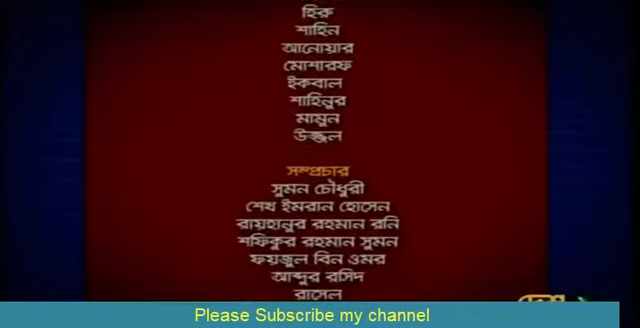 হিরু
শাহিন
আনোয়ার
মোশারফ
ইকবাল
শাহিনুর
মামুন
উজ্জল
সম্প্রচার
সুমন চৌধুরী
শেখ ইমরান হোসেন
রায়হানুর রহমান রনি
শফিকুর রহমান সুমন
ফয়জুল বিন ওমর
আব্দুর রসিদ
রাসেল
Please Subscribe my channel